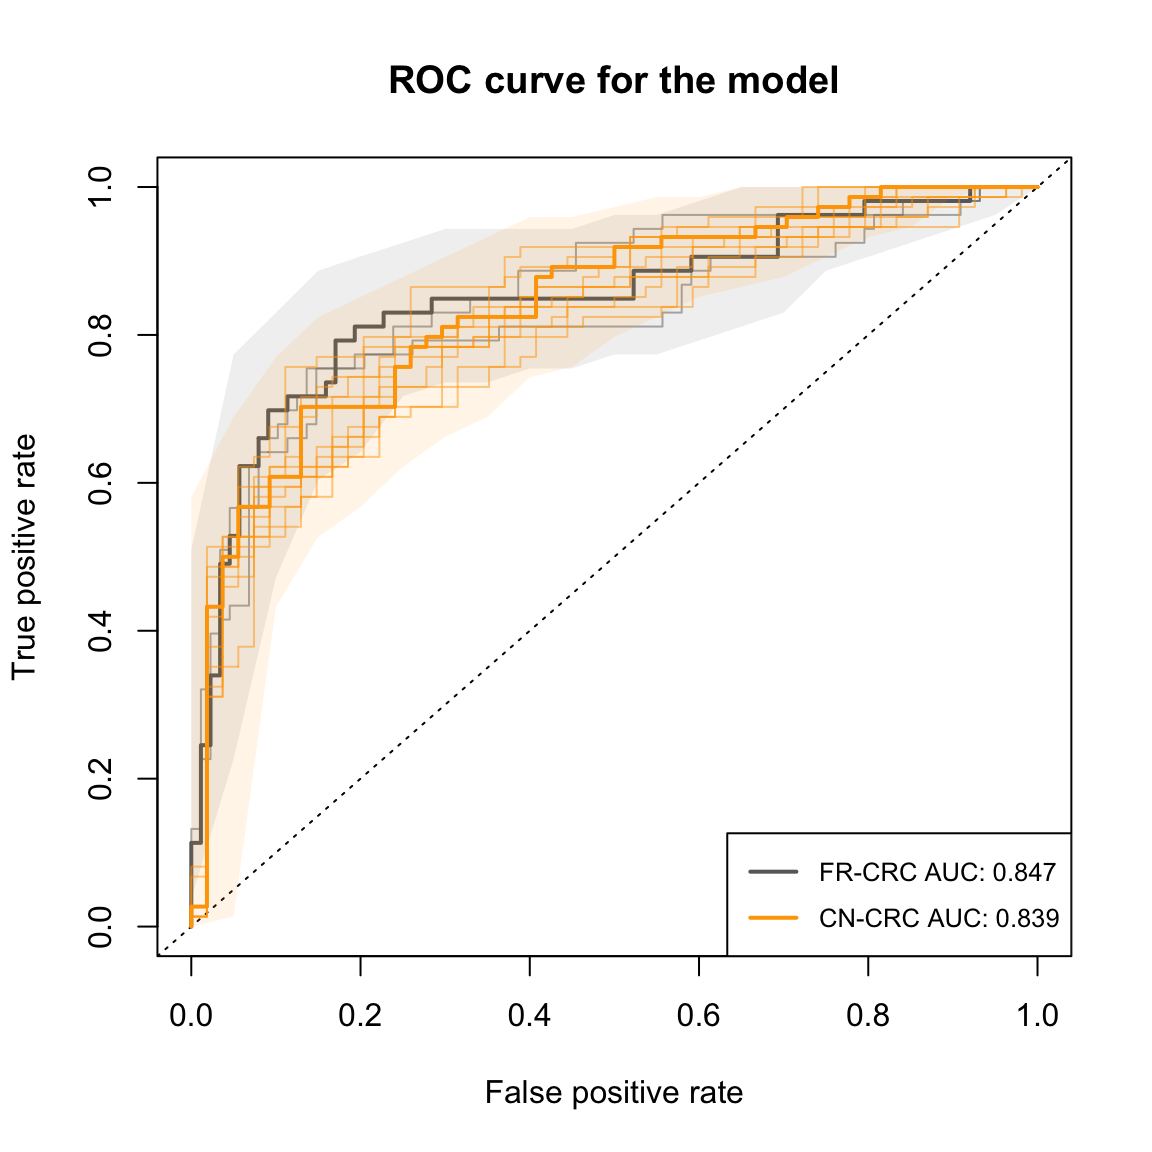 ROC curve for the model
True positive rate
1.0
0.8
0.6
0.4
0.2
0.0
FR-CRC AUC: 0.847
CN-CRC AUC: 0.839
0.0 0.2 0.4 0.6 0.8 1.0
False positive rate